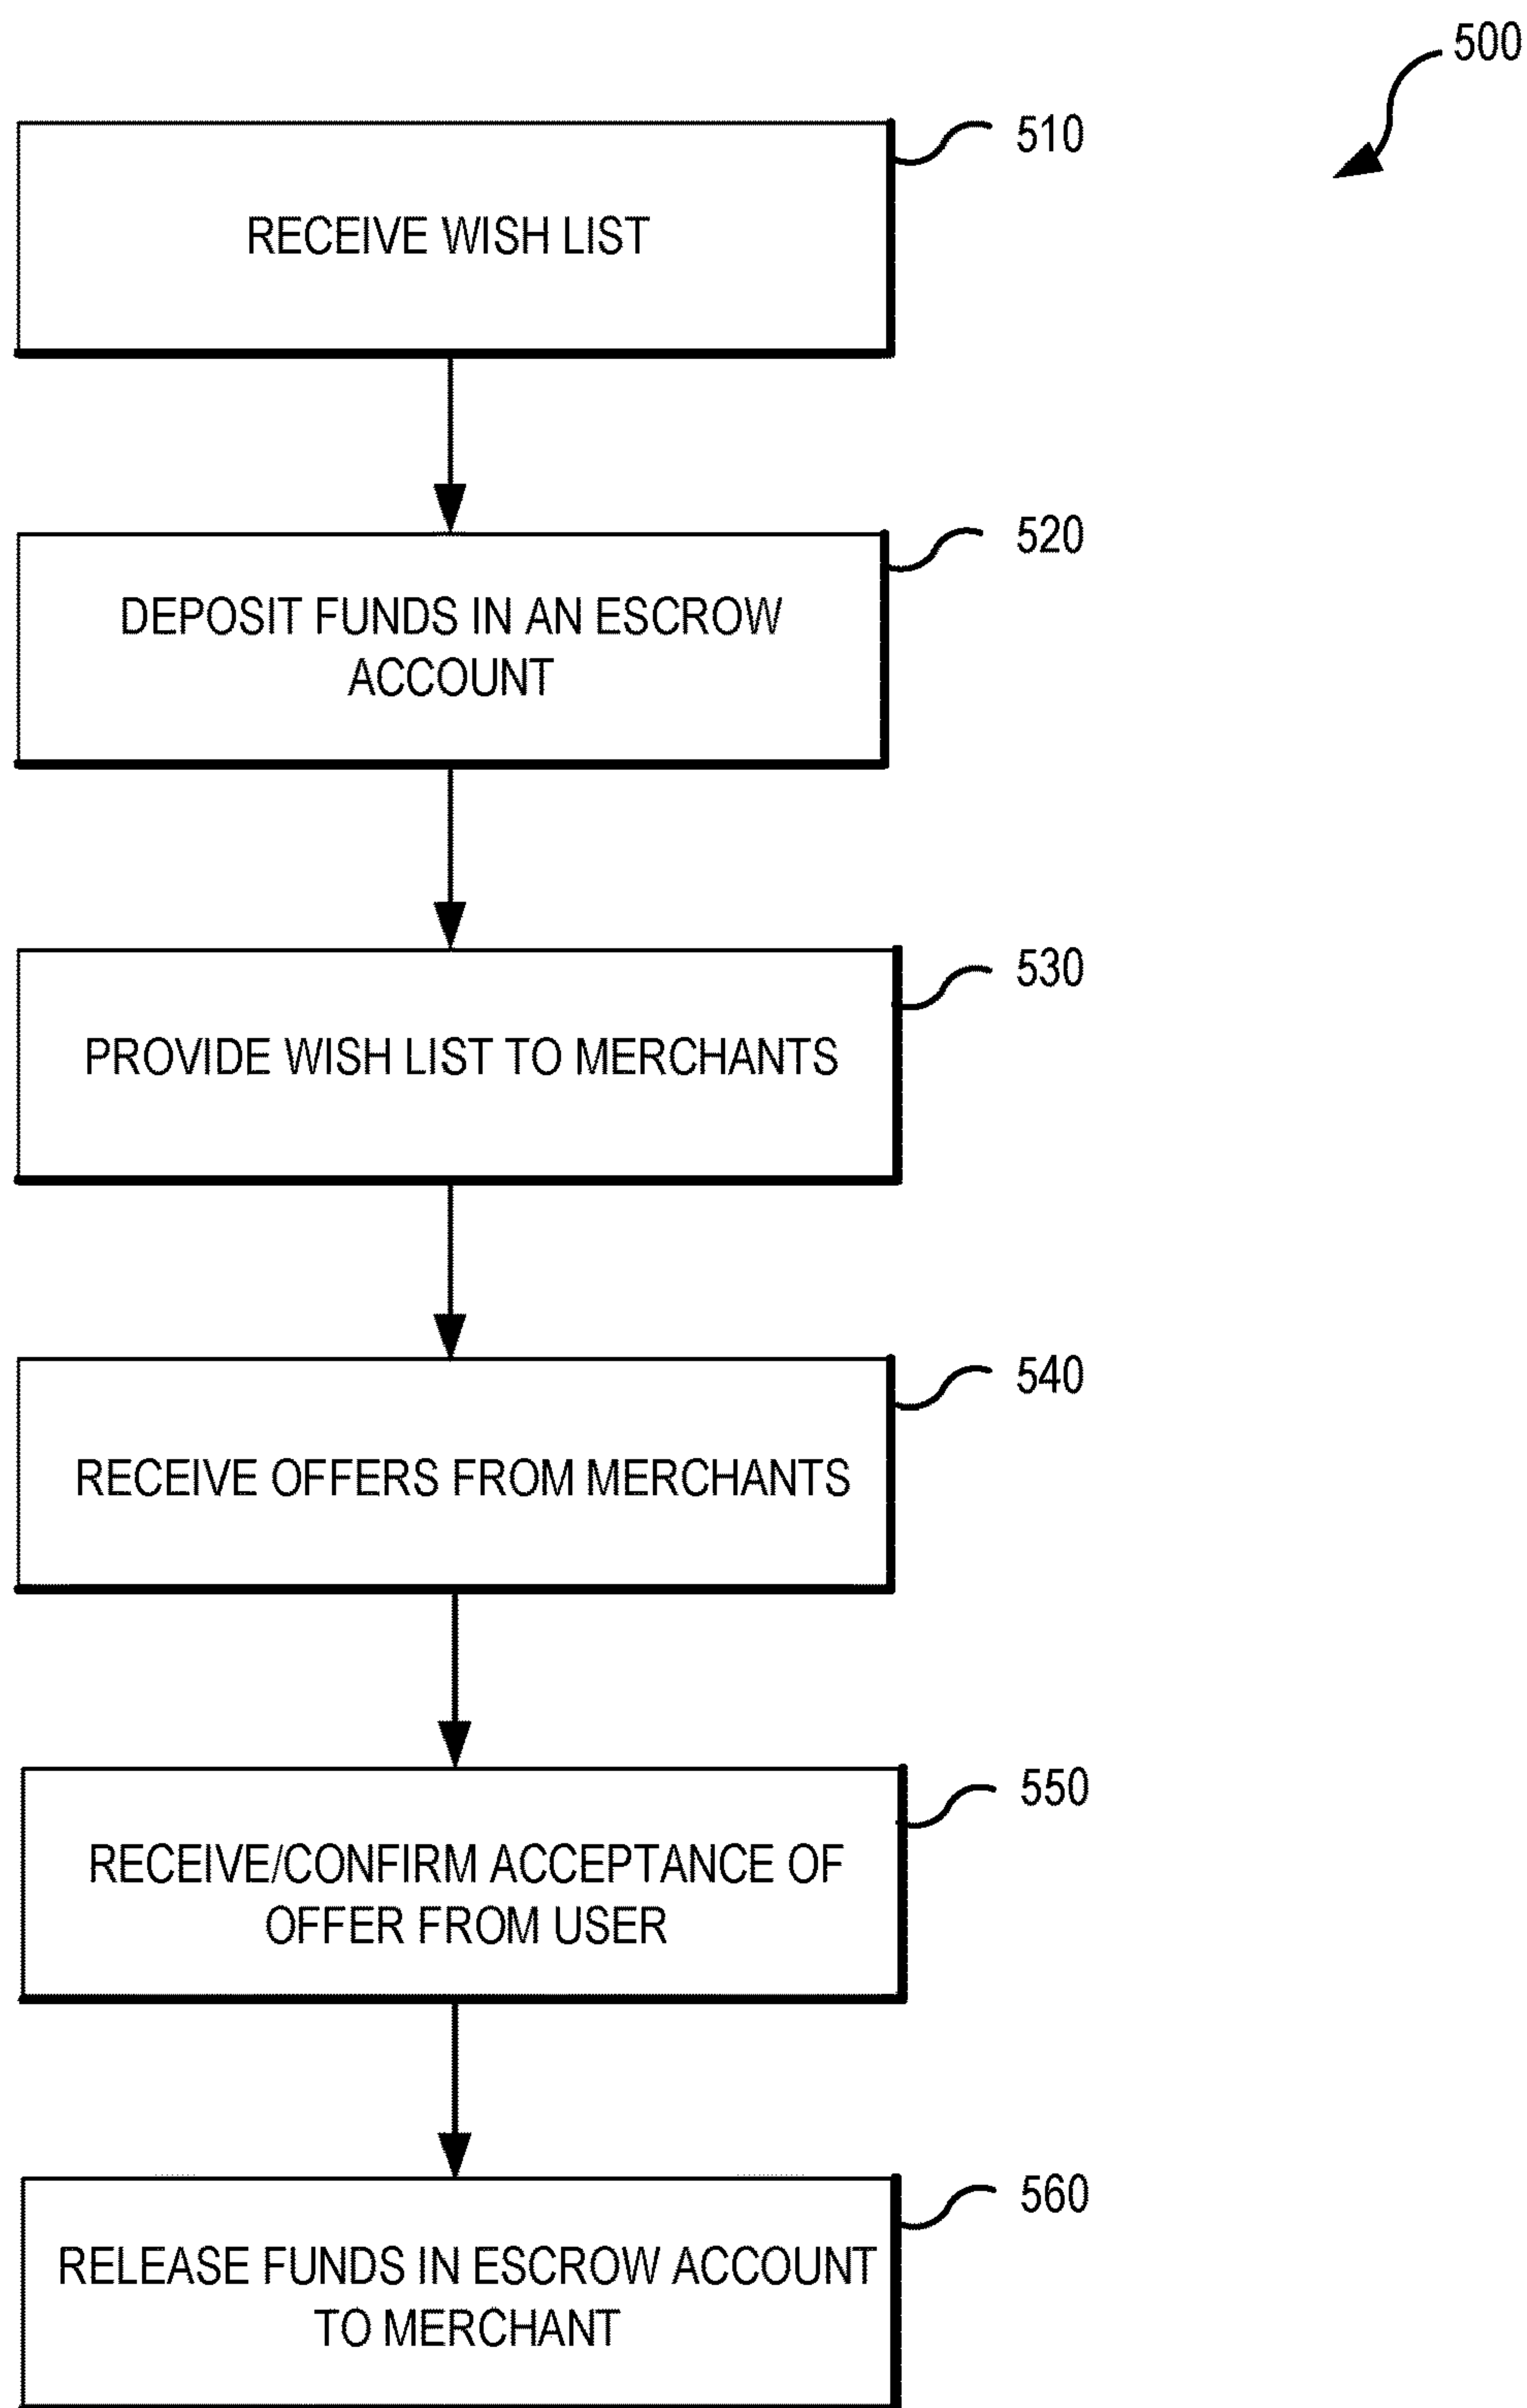 500
510
RECEIVE WISH LIST
520
DEPOSIT FUNDS IN AN ESCROW
ACCOUNT
530
PROVIDE WISH LIST TO MERCHANTS
540
RECEIVE OFFERS FROM MERCHANTS
550
RECEIVE/CONFIRM ACCEPTANCE OF
OFFER FROM USER
560
RELEASE FUNDS IN ESCROW ACCOUNT
TO MERCHANT